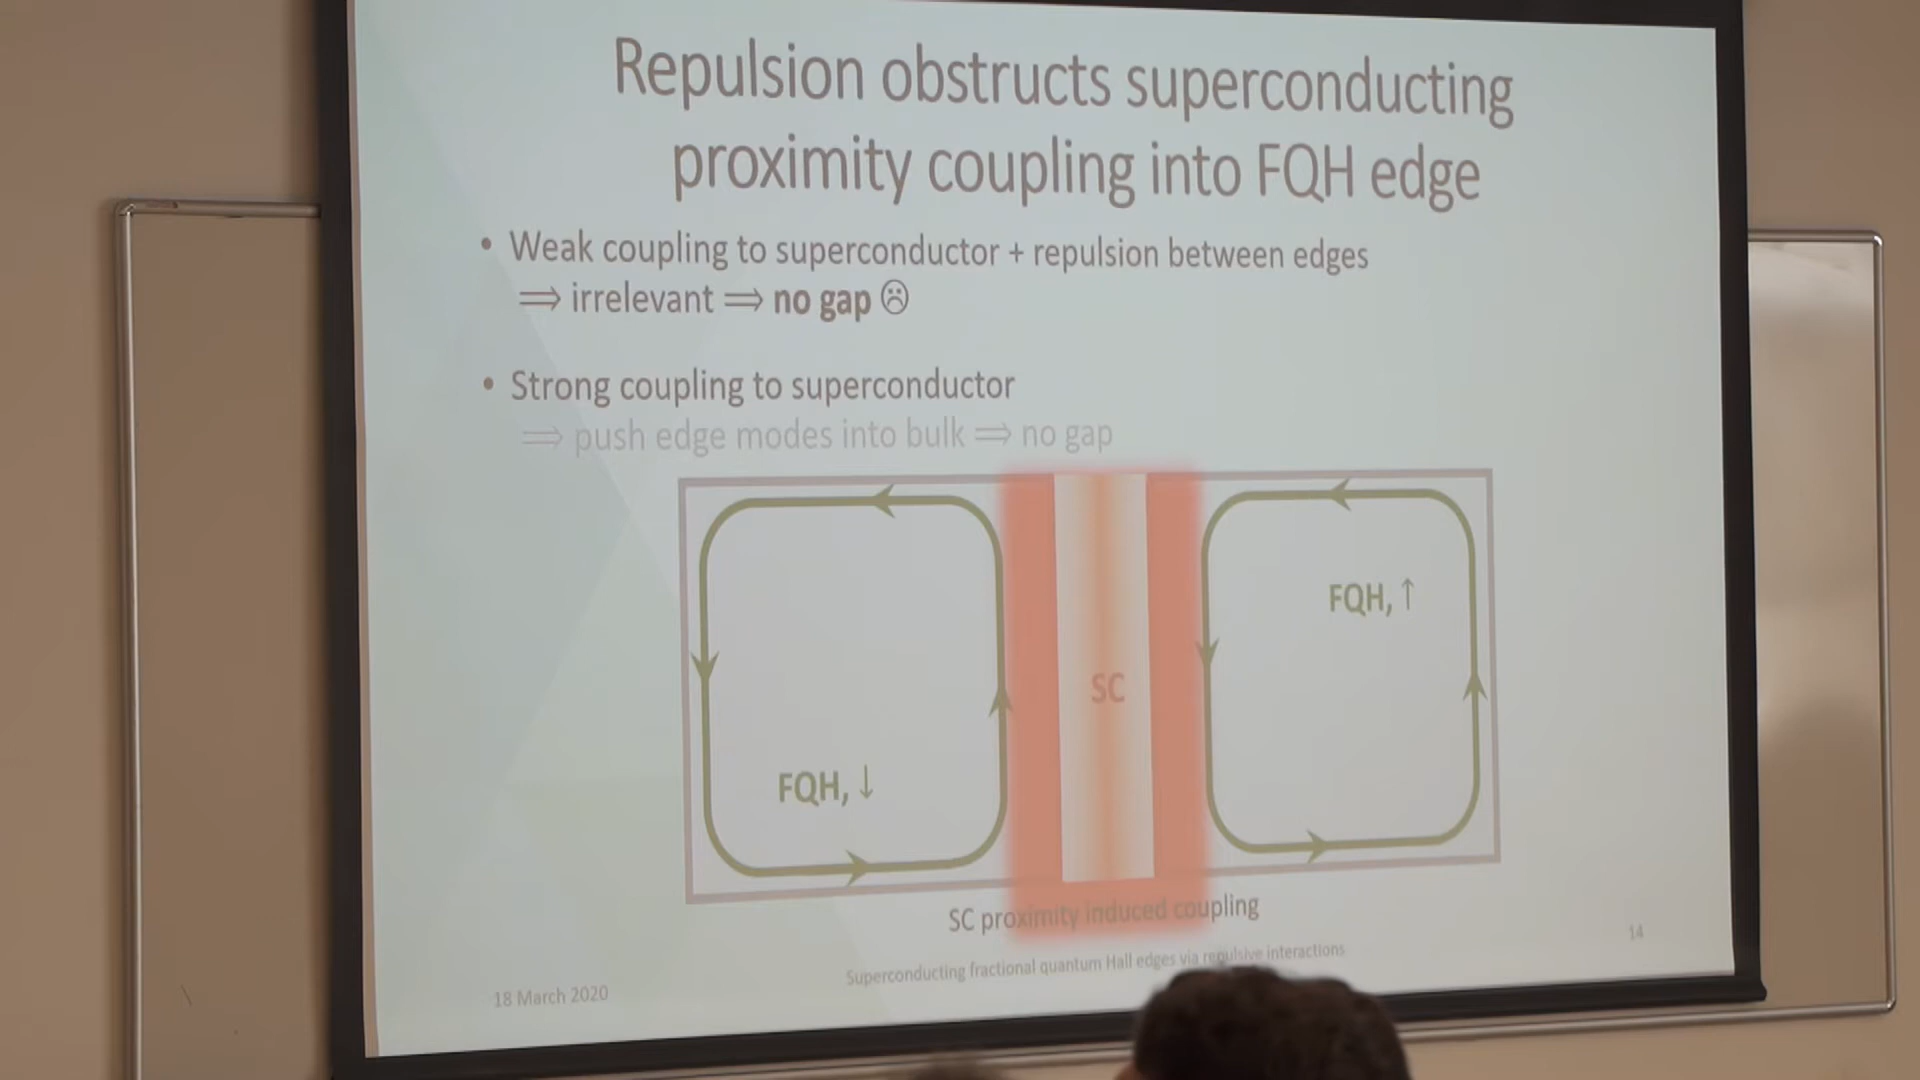 Repulsion obstructs superconducting
proximity coupling into FQH edge
• Weak coupling to superconductor + repulsion between edges
⟹ irrelevant ⟹ no gap ☹
• Strong coupling to superconductor
⟹ push edge modes into bulk ⟹ no gap
FQH, ↑
SC
FQH, ↓
SC proximity induced coupling
18 March 2020
Superconducting fractional quantum Hall edges via repulsive interactions
14